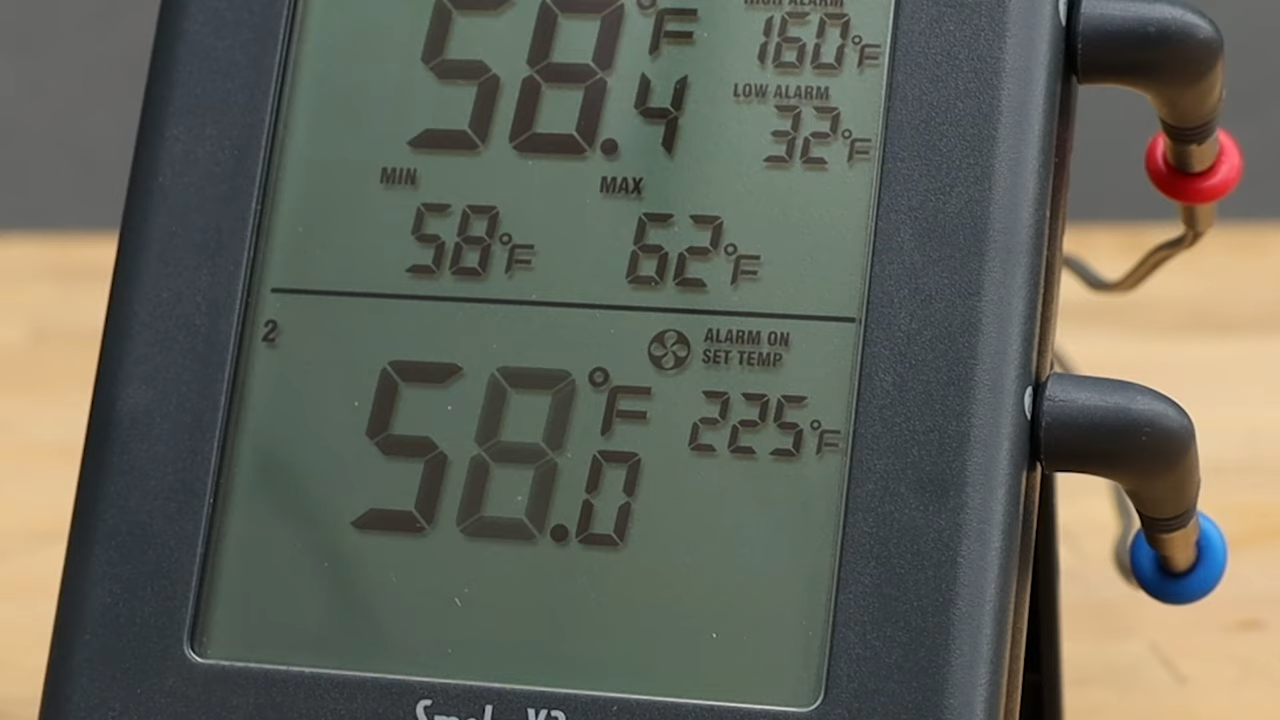 58.4°F
HIGH ALARM
160°F
LOW ALARM
32°F
MIN MAX
58°F 62°F
2
ALARM ON
SET TEMP
58.0°F 225°F